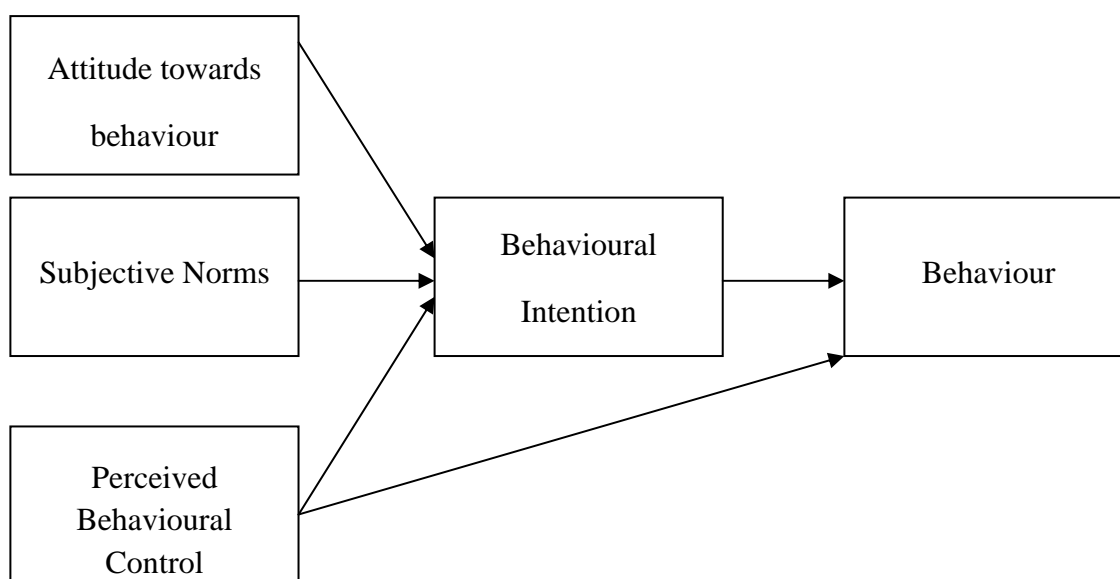 Attitude towards
behaviour
Subjective Norms
Perceived
Behavioural
Control
Behavioural
Intention
Behaviour